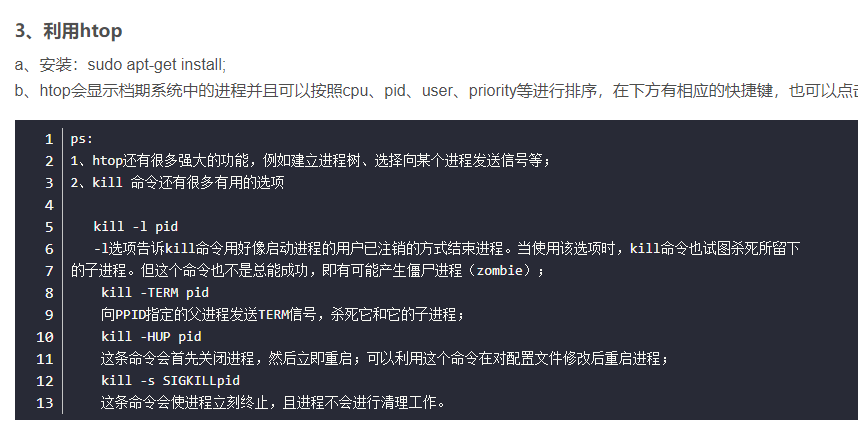 3、利用htop
a、安装：sudo apt-get install;
b、htop会显示档期系统中的进程并且可以按照cpu、pid、user、priority等进行排序，在下方有相应的快捷键，也可以点击
1 ps:
2 1、htop还有很多强大的功能，例如建立进程树、选择向某个进程发送信号等；
3 2、kill 命令还有很多有用的选项
4
5 kill -l pid
6 -l选项告诉kill命令用好像启动进程的用户已注销的方式结束进程。当使用该选项时，kill命令也试图杀死所留下
7 的子进程。但这个命令也不是总能成功，即有可能产生僵尸进程（zombie）；
8 kill -TERM pid
9 向PPID指定的父进程发送TERM信号，杀死它和它的子进程；
10 kill -HUP pid
11 这条命令会首先关闭进程，然后立即重启；可以利用这个命令在对配置文件修改后重启进程；
12 kill -s SIGKILLpid
13 这条命令会使进程立刻终止，且进程不会进行清理工作。